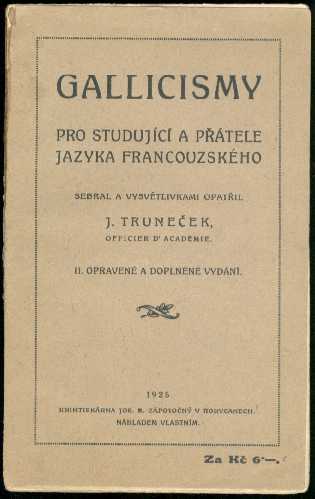 GALLICISMY
PRO STUDUJÍCÍ A PŘÁTELE
JAZYKA FRANCOUZSKÉHO
SEBRAL A VYSVĚTLIVKAMI OPATŘIL
J. TRUNEČEK,
OFFICIER D' ACADÉMIE.
II. OPRAVENÉ A DOPLNĚNÉ VYDÁNÍ.
1925
KNIHTISKÁRNA JOS. R. ZÁPOTOČNÝ V ROKYCANECH.
NÁKLADEM VLASTNÍM.
Za Kč 6·—.